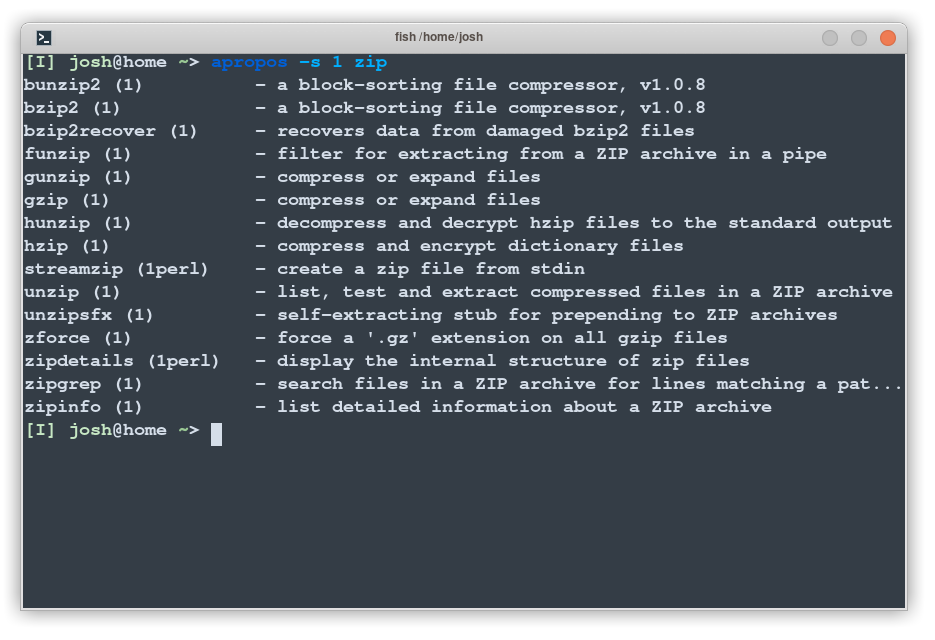 fish /home/josh
[I] josh@home ~> apropos -s 1 zip
bunzip2 (1)          - a block-sorting file compressor, v1.0.8
bzip2 (1)            - a block-sorting file compressor, v1.0.8
bzip2recover (1)     - recovers data from damaged bzip2 files
funzip (1)           - filter for extracting from a ZIP archive in a pipe
gunzip (1)           - compress or expand files
gzip (1)             - compress or expand files
hunzip (1)           - decompress and decrypt hzip files to the standard output
hzip (1)             - compress and encrypt dictionary files
streamzip (1perl)    - create a zip file from stdin
unzip (1)            - list, test and extract compressed files in a ZIP archive
unzipsfx (1)         - self-extracting stub for prepending to ZIP archives
zforce (1)           - force a '.gz' extension on all gzip files
zipdetails (1perl)   - display the internal structure of zip files
zipgrep (1)          - search files in a ZIP archive for lines matching a pat...
zipinfo (1)          - list detailed information about a ZIP archive
[I] josh@home ~>